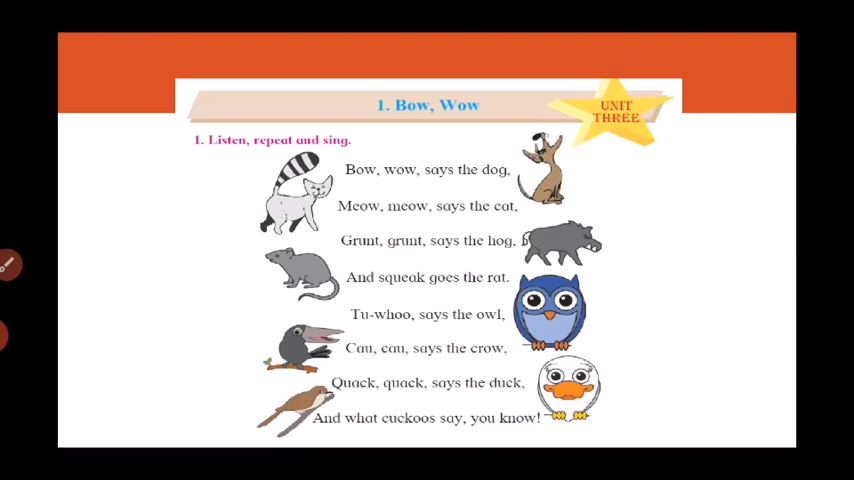 1. Bow, Wow
UNIT
THREE
1. Listen, repeat and sing.
Bow, wow, says the dog,
Meow, meow, says the cat,
Grunt, grunt, says the hog,
And squeak goes the rat.
Tu-whoo, says the owl,
Cau, cau, says the crow,
Quack, quack, says the duck,
And what cuckoos say, you know!